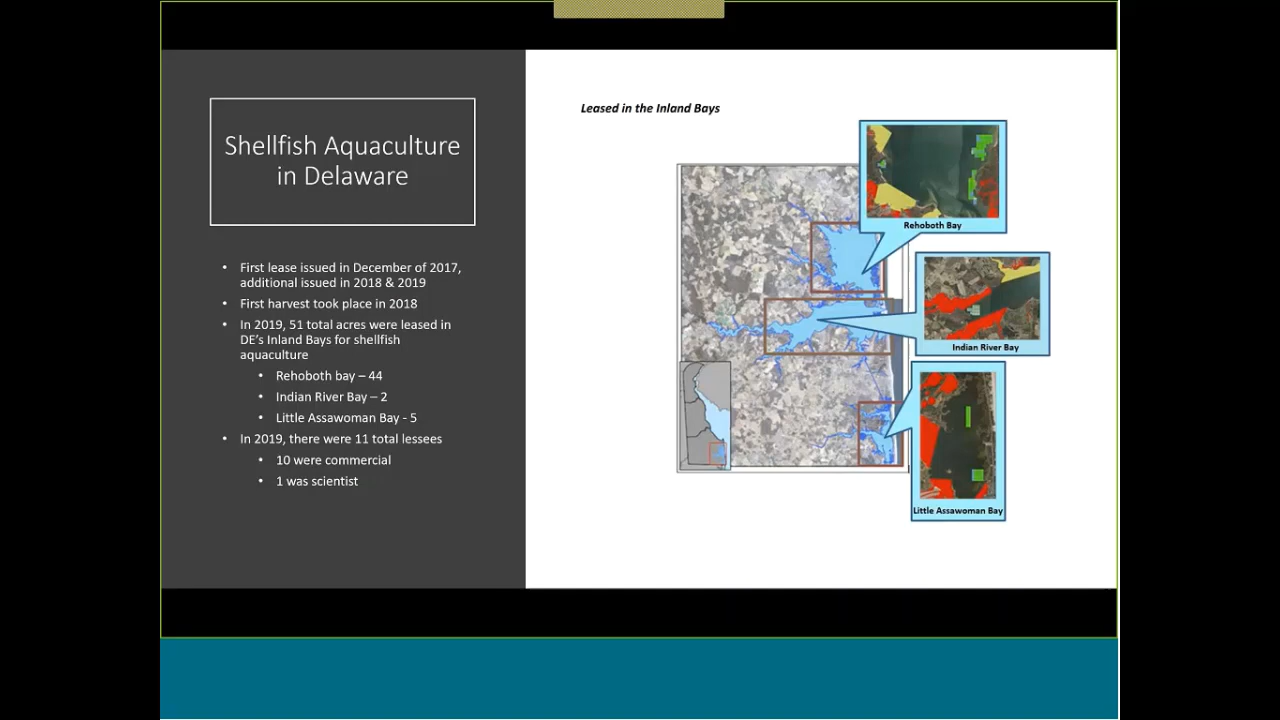 Shellfish Aquaculture
in Delaware
• First lease issued in December of 2017,
additional issued in 2018 & 2019
• First harvest took place in 2018
• In 2019, 51 total acres were leased in
DE's Inland Bays for shellfish
aquaculture
• Rehoboth bay – 44
• Indian River Bay – 2
• Little Assawoman Bay - 5
• In 2019, there were 11 total lessees
• 10 were commercial
• 1 was scientist
Leased in the Inland Bays
Rehoboth Bay
Indian River Bay
Little Assawoman Bay